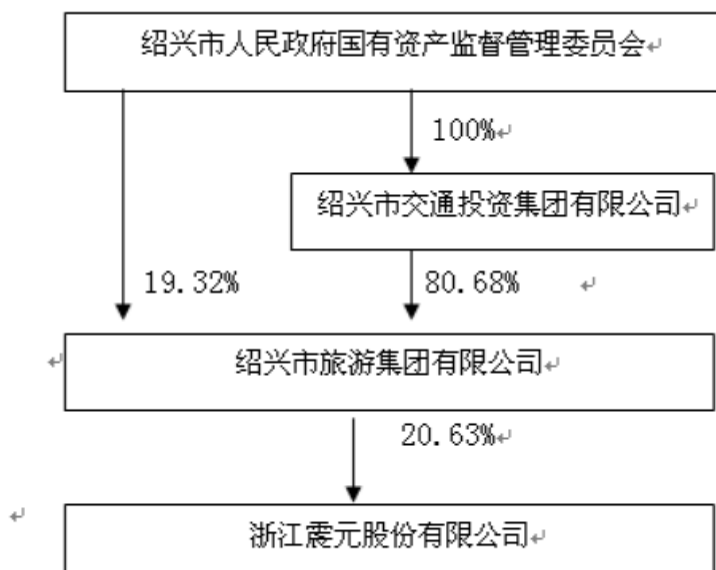 绍兴市人民政府国有资产监督管理委员会
100%
绍兴市交通投资集团有限公司
19.32%
80.68%
绍兴市旅游集团有限公司
20.63%
浙江震元股份有限公司